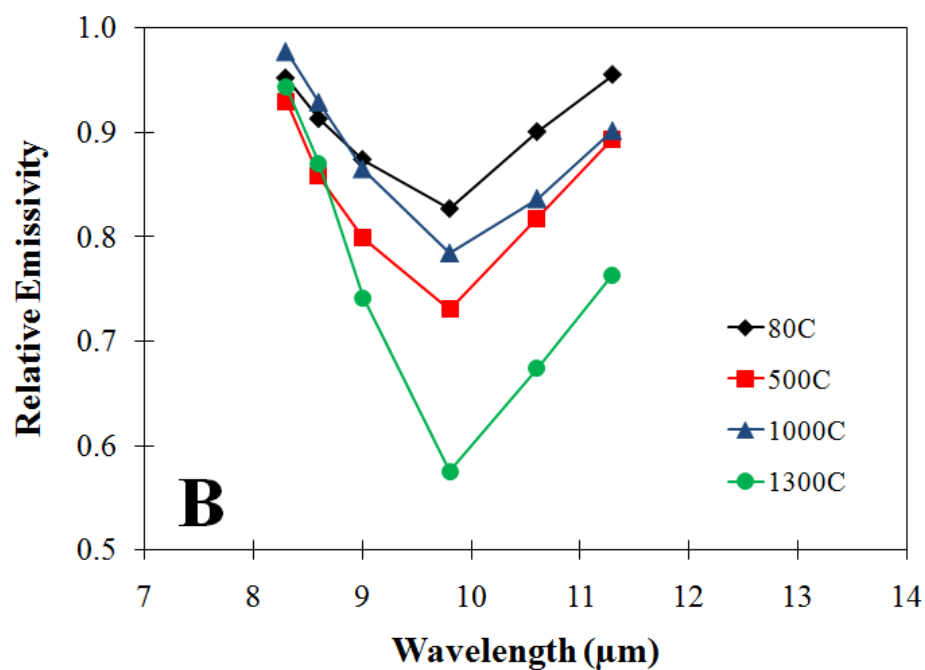 1.0
0.9
0.8
0.7
0.6
0.5
Relative Emissivity
80C
500C
1000C
1300C
B
7 8 9 10 11 12 13 14
Wavelength (µm)